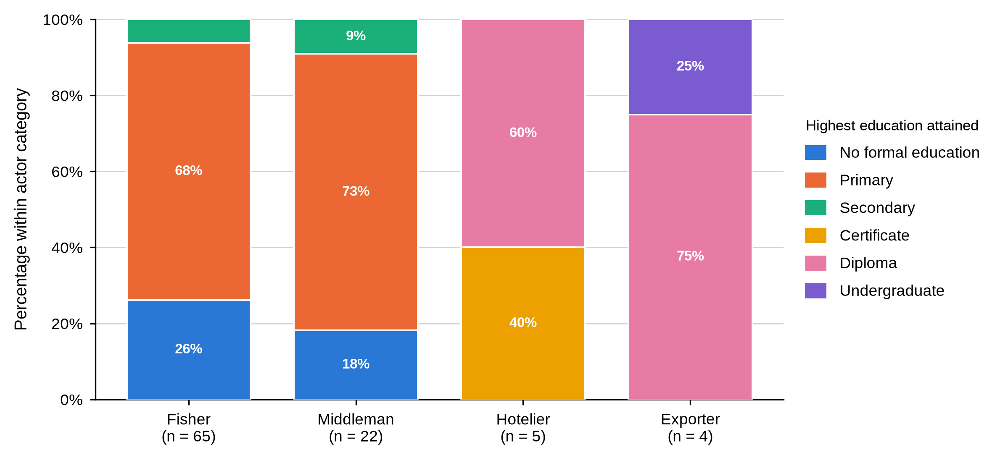 Percentage within actor category
100%
80%
60%
40%
20%
0%
68%
26%
9%
73%
18%
60%
40%
25%
75%
Fisher
(n = 65)
Middleman
(n = 22)
Hotelier
(n = 5)
Exporter
(n = 4)
Highest education attained
No formal education
Primary
Secondary
Certificate
Diploma
Undergraduate